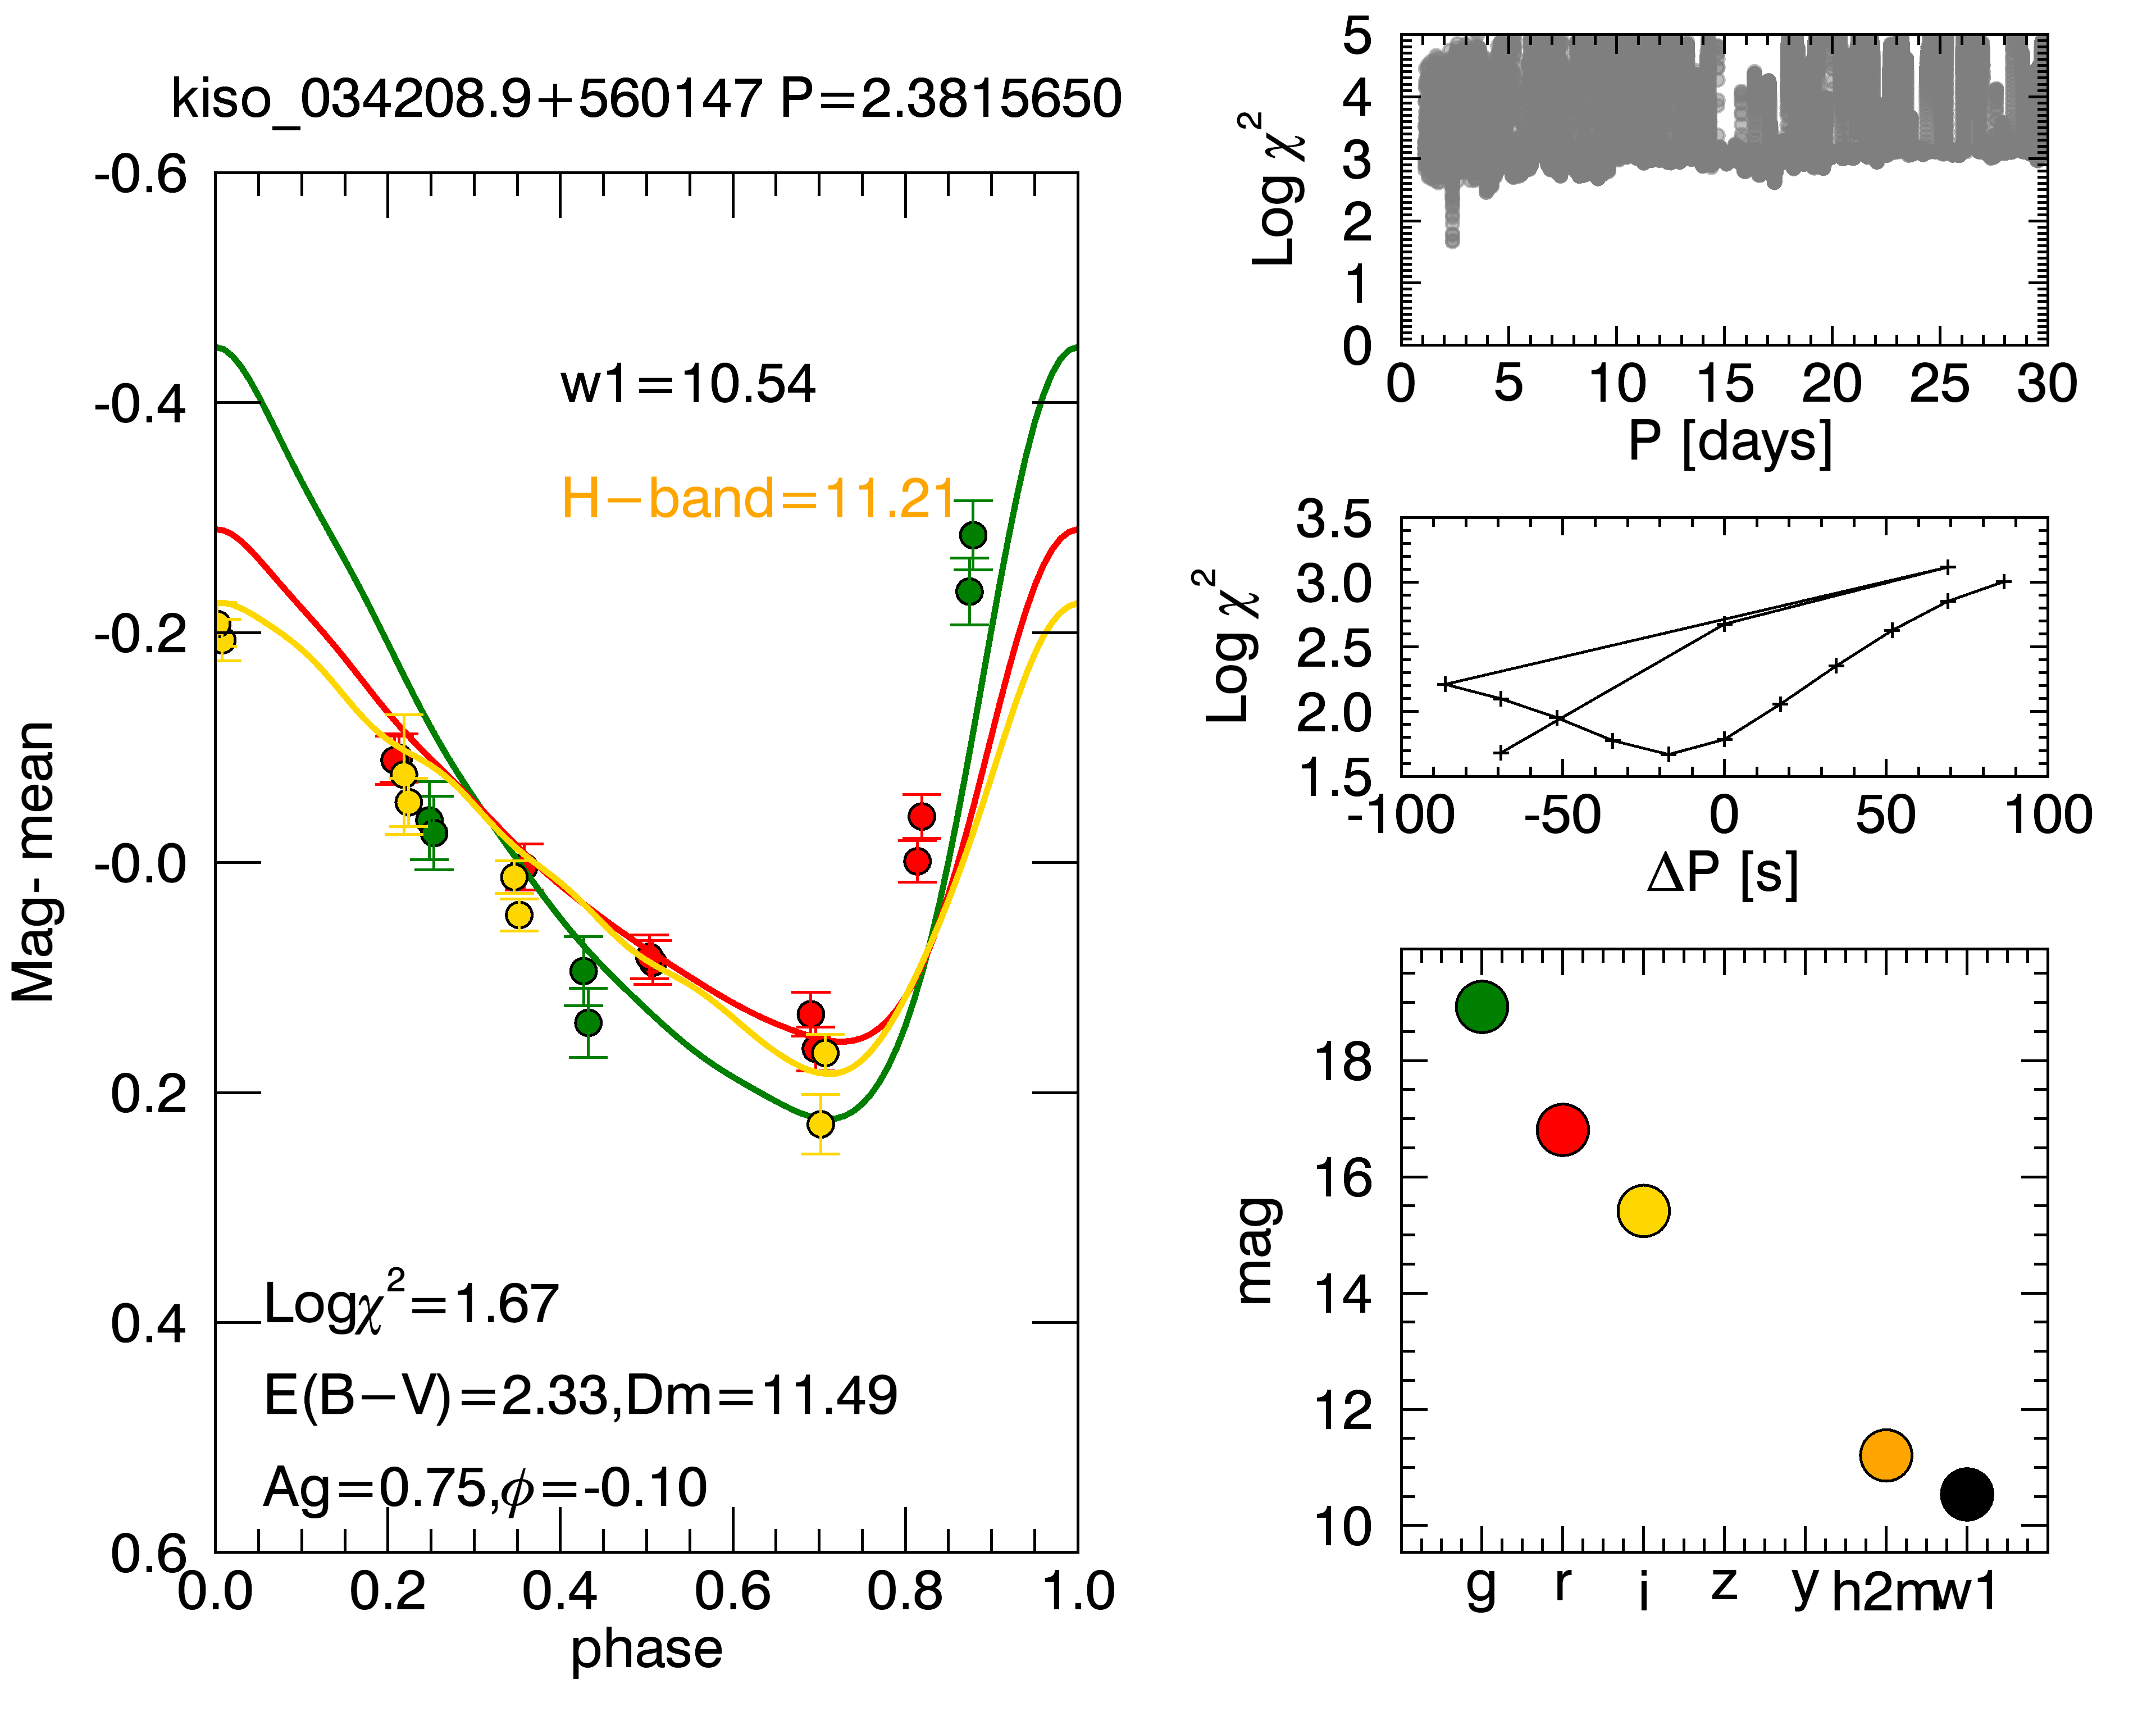 kiso_034208.9+560147 P=2.3815650
-0.6
-0.4
-0.2
-0.0
0.2
0.4
0.6
Mag- mean
w1=10.54
H−band=11.21
Logχ²=1.67
E(B−V)=2.33,Dm=11.49
Ag=0.75,ϕ=-0.10
0.0 0.2 0.4 0.6 0.8 1.0
phase
5
4
3
2
1
0
Log χ²
0 5 10 15 20 25 30
P [days]
3.5
3.0
2.5
2.0
1.5
Log χ²
-100 -50 0 50 100
ΔP [s]
18
16
14
12
10
mag
g r i z y h2m w1